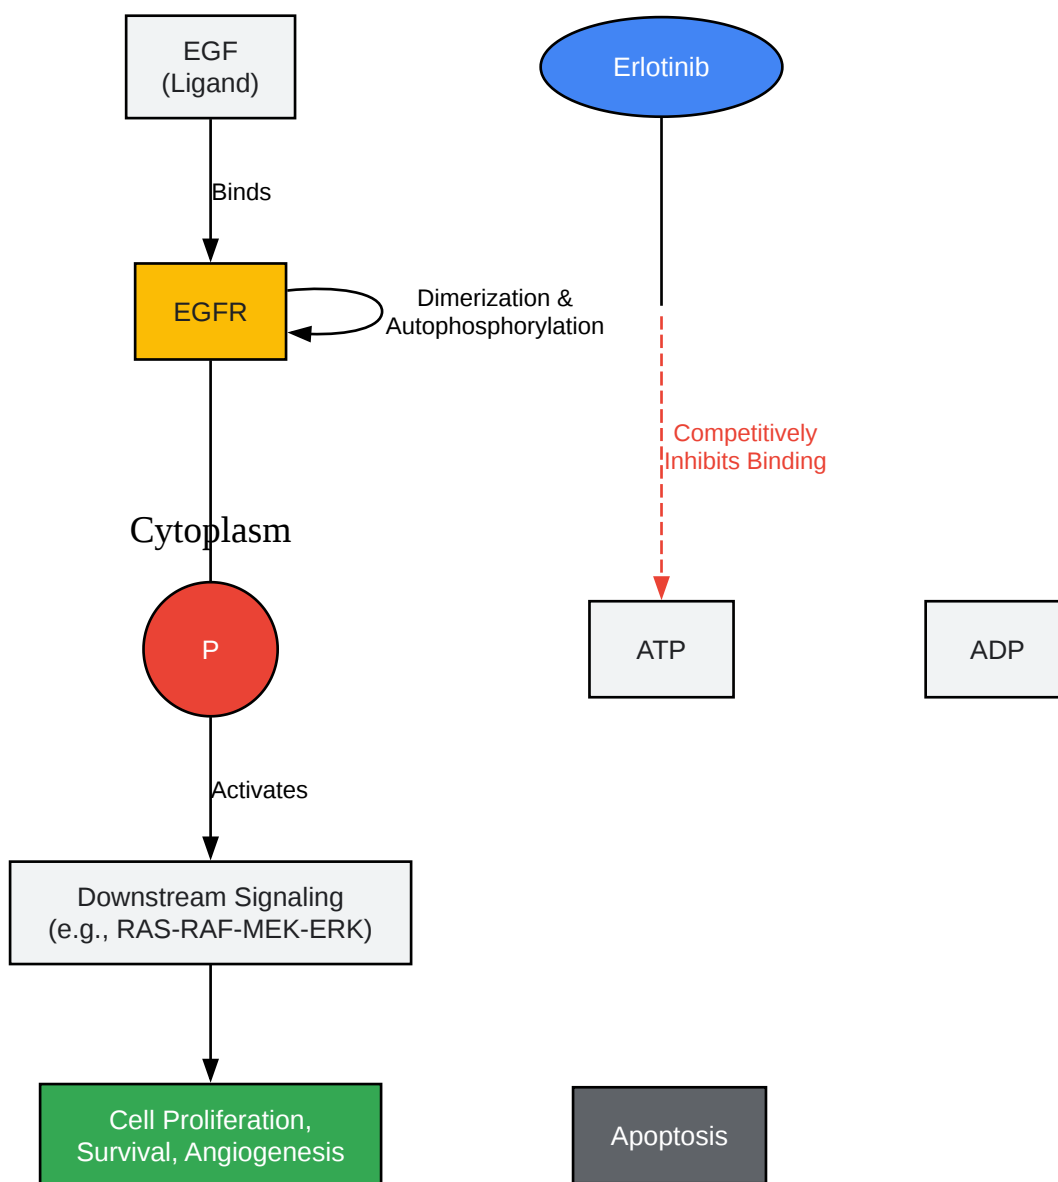 EGF
(Ligand)
Erlotinib
Binds
EGFR
Dimerization &
Autophosphorylation
Competitively
Inhibits Binding
Cytoplasm
P
ATP
ADP
Activates
Downstream Signaling
(e.g., RAS-RAF-MEK-ERK)
Cell Proliferation,
Survival, Angiogenesis
Apoptosis